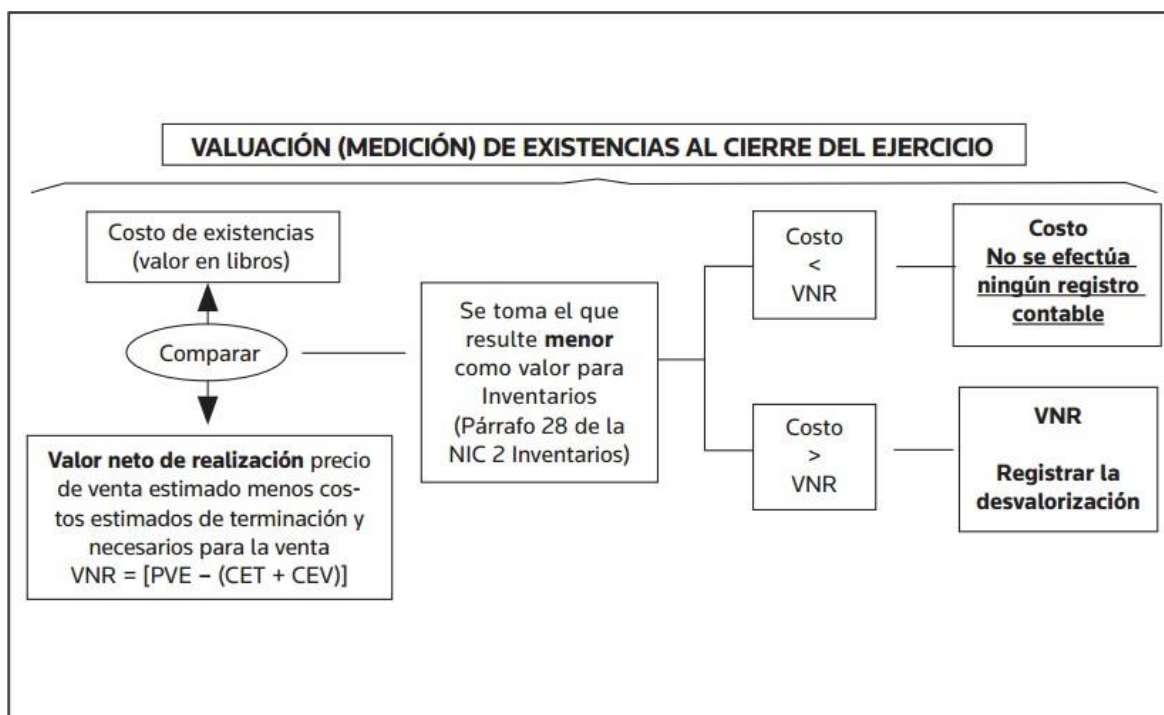 VALUACIÓN (MEDICIÓN) DE EXISTENCIAS AL CIERRE DEL EJERCICIO
Costo de existencias
(valor en libros)
Comparar
Valor neto de realización precio
de venta estimado menos cos-
tos estimados de terminación y
necesarios para la venta
VNR = [PVE – (CET + CEV)]
Se toma el que
resulte menor
como valor para
Inventarios
(Párrafo 28 de la
NIC 2 Inventarios)
Costo
<
VNR
Costo
No se efectúa
ningún registro
contable
Costo
>
VNR
VNR
Registrar la
desvalorización